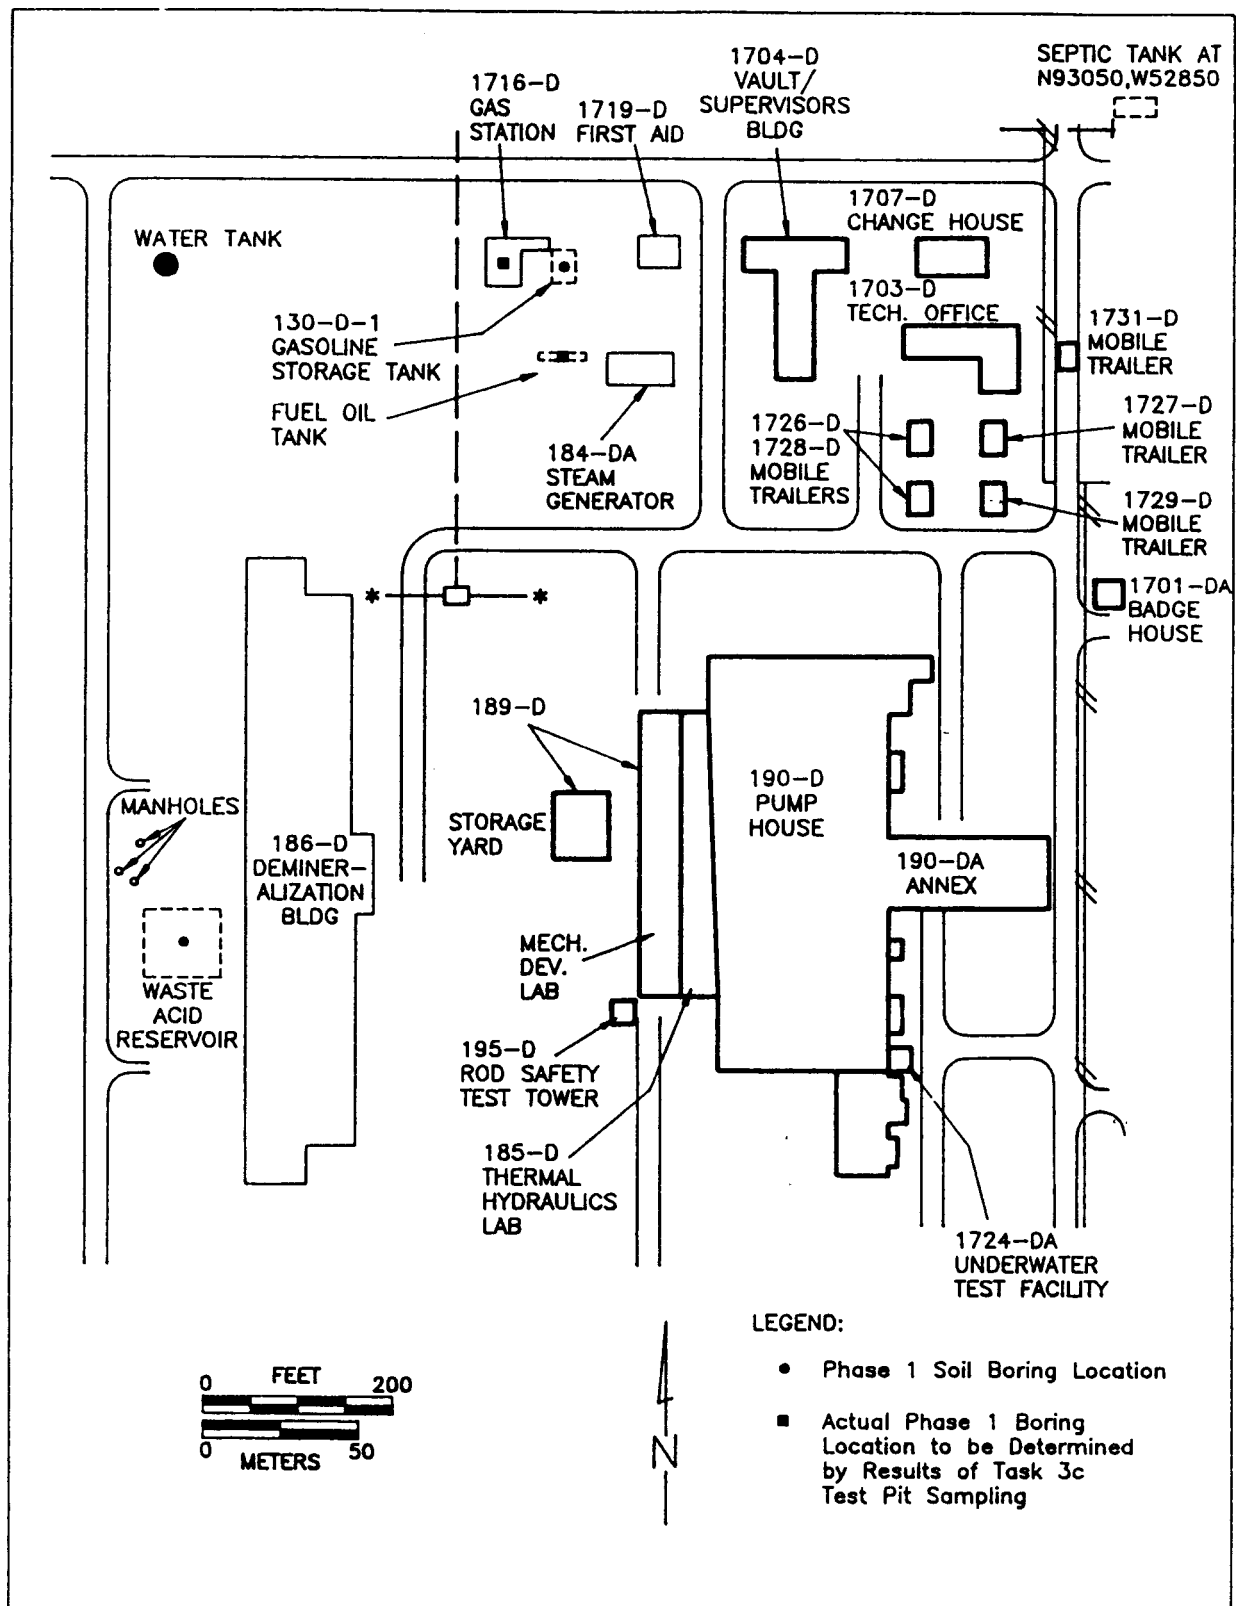 SEPTIC TANK AT
N93050,W52850
1704-D
VAULT/
SUPERVISORS
BLDG
1716-D
GAS
STATION
1719-D
FIRST AID
1707-D
CHANGE HOUSE
WATER TANK
1703-D
TECH. OFFICE
130-D-1
GASOLINE
STORAGE TANK
1731-D
MOBILE
TRAILER
FUEL OIL
TANK
184-DA
STEAM
GENERATOR
1726-D
1728-D
MOBILE
TRAILERS
1727-D
MOBILE
TRAILER
1729-D
MOBILE
TRAILER
*
*
1701-DA
BADGE
HOUSE
189-D
STORAGE
YARD
190-D
PUMP
HOUSE
MANHOLES
186-D
DEMINER-
ALIZATION
BLDG
190-DA
ANNEX
MECH.
DEV.
LAB
WASTE
ACID
RESERVOIR
195-D
ROD SAFETY
TEST TOWER
185-D
THERMAL
HYDRAULICS
LAB
1724-DA
UNDERWATER
TEST FACILITY
LEGEND:
Phase 1 Soil Boring Location
Actual Phase 1 Boring
Location to be Determined
by Results of Task 3c
Test Pit Sampling
FEET
0 200
0 50
METERS
N